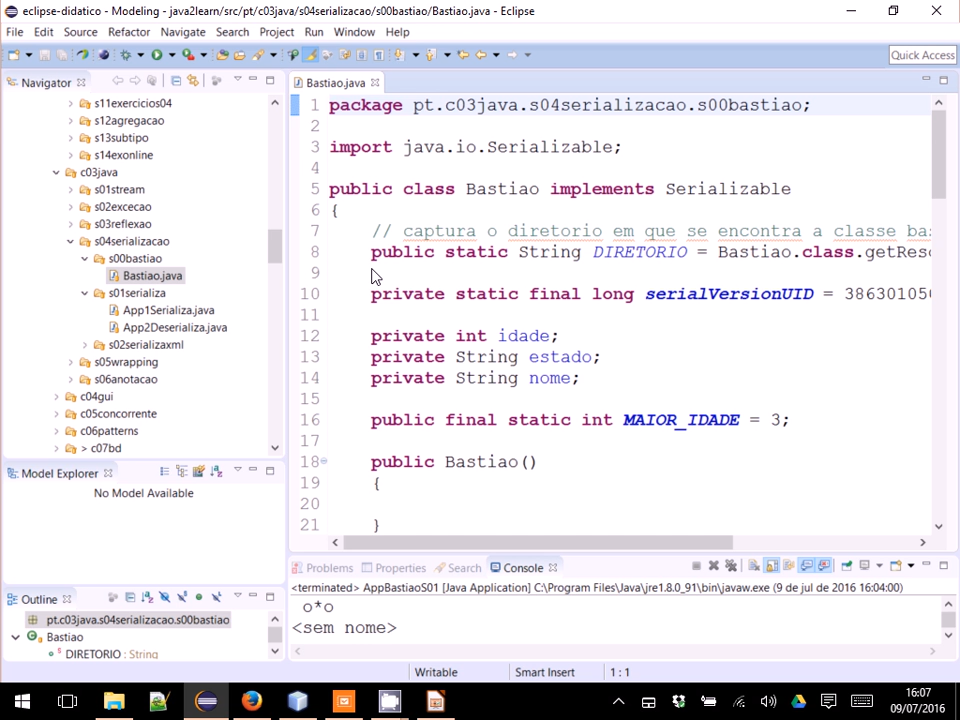 eclipse-didatico - Modeling - java2learn/src/pt/c03java/s04serializacao/s00bastiao/Bastiao.java - Eclipse
File Edit Source Refactor Navigate Search Project Run Window Help
Quick Access
Navigator
s11exercicios04
s12agregacao
s13subtipo
s14exonline
c03java
s01stream
s02excecao
s03reflexao
s04serializacao
s00bastiao
Bastiao.java
s01serializa
App1Serializa.java
App2Deserializa.java
s02serializaxml
s05wrapping
s06anotacao
c04gui
c05concorrente
c06patterns
> c07bd
Model Explorer
No Model Available
Outline
pt.c03java.s04serializacao.s00bastiao
Bastiao
DIRETORIO : String
Bastiao.java
1 package pt.c03java.s04serializacao.s00bastiao;
2
3 import java.io.Serializable;
4
5 public class Bastiao implements Serializable
6 {
7 // captura o diretorio em que se encontra a classe bas
8 public static String DIRETORIO = Bastiao.class.getReso
9
10 private static final long serialVersionUID = 386301050
11
12 private int idade;
13 private String estado;
14 private String nome;
15
16 public final static int MAIOR_IDADE = 3;
17
18 public Bastiao()
19 {
20
21 }
Problems Properties Search Console
<terminated> AppBastiaoS01 [Java Application] C:\Program Files\Java\jre1.8.0_91\bin\javaw.exe (9 de jul de 2016 16:04:00)
o*o
<sem nome>
Writable Smart Insert 1 : 1
16:07
09/07/2016